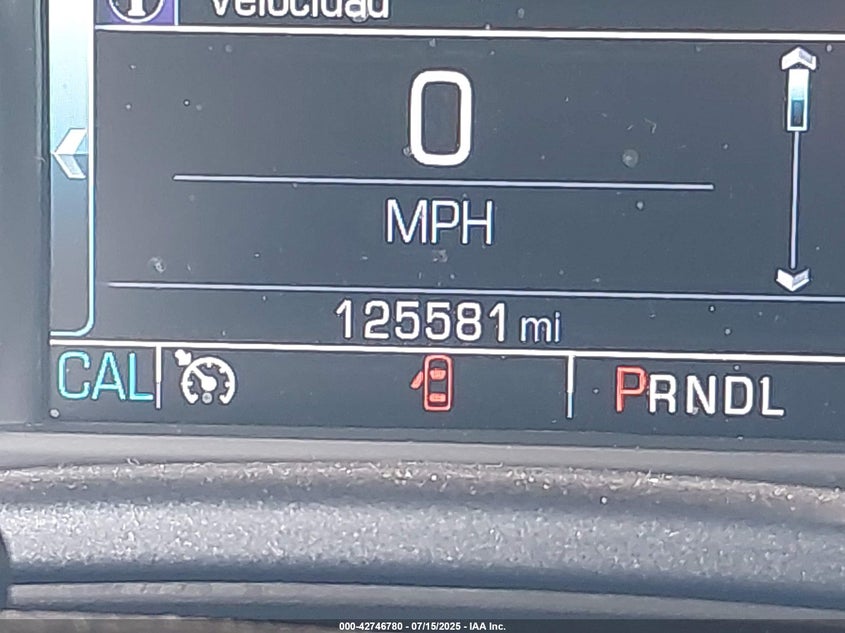 Velocidad
0
MPH
125581 mi
CAL PRNDL
000-42746780 - 07/15/2025 - IAA Inc.